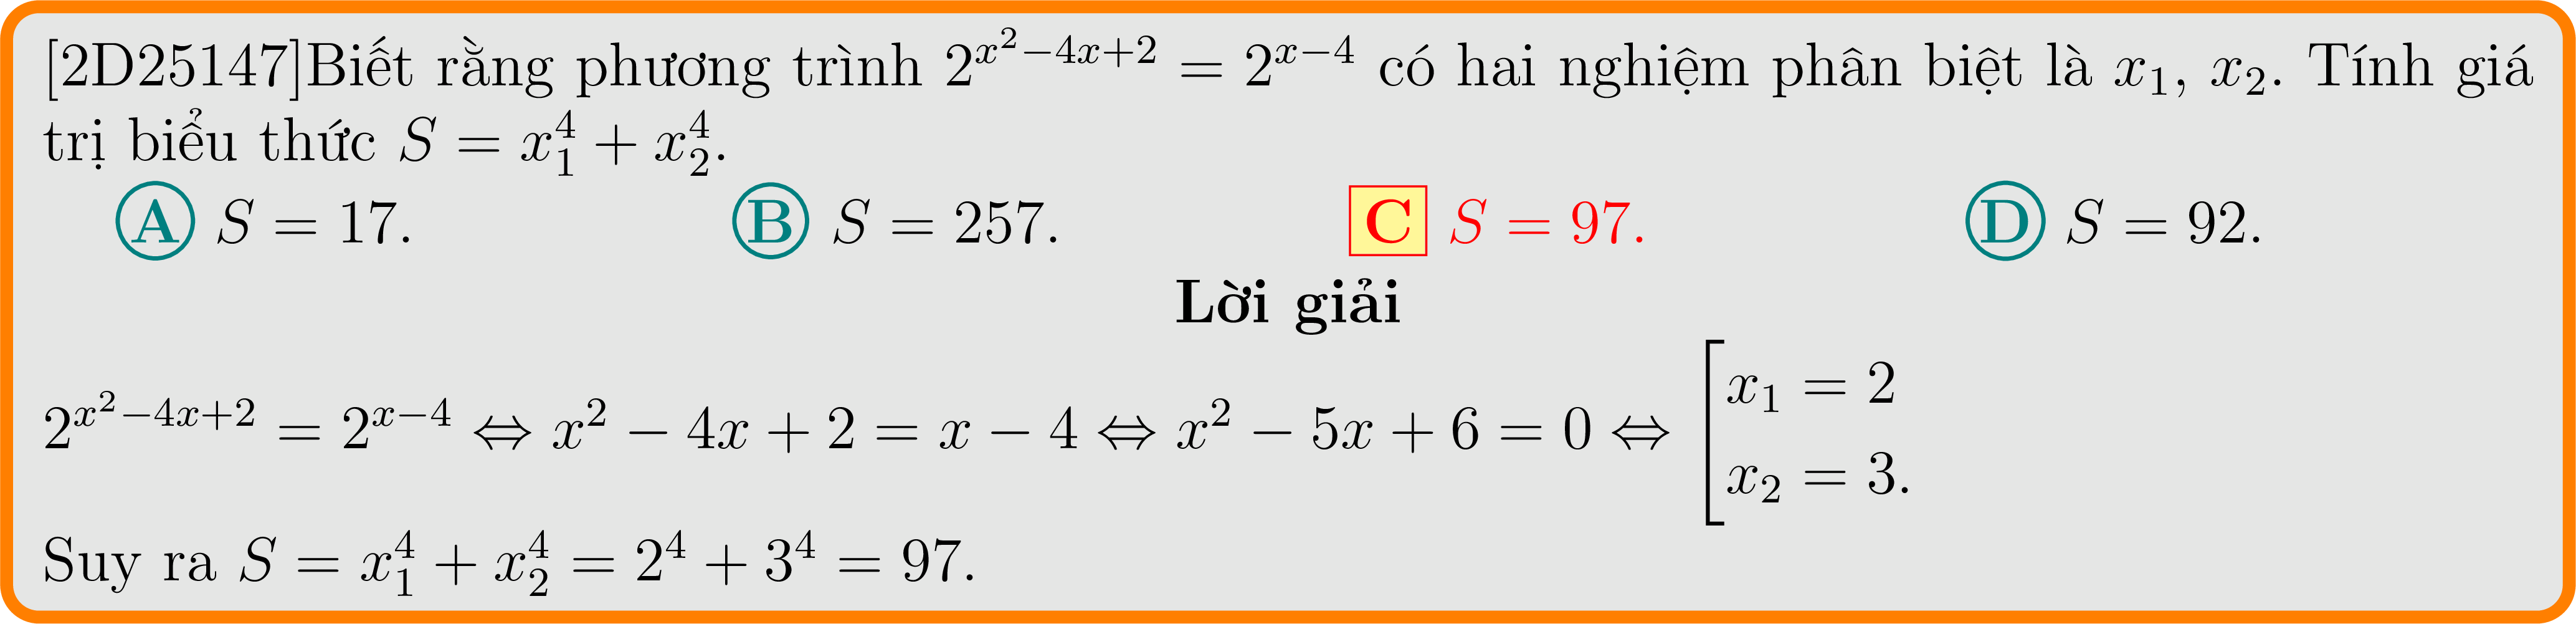 [2D25147]Biết rằng phương trình $2^{x^2-4x+2} = 2^{x-4}$ có hai nghiệm phân biệt là $x_1$, $x_2$. Tính giá
trị biểu thức $S = x_1^4 + x_2^4$.
A S = 17. B S = 257. C S = 97. D S = 92.
Lời giải
$2^{x^2-4x+2} = 2^{x-4} \Leftrightarrow x^2 - 4x + 2 = x - 4 \Leftrightarrow x^2 - 5x + 6 = 0 \Leftrightarrow \left[\begin{array}{l} x_1 = 2 \\ x_2 = 3. \end{array}\right.$
Suy ra $S = x_1^4 + x_2^4 = 2^4 + 3^4 = 97$.